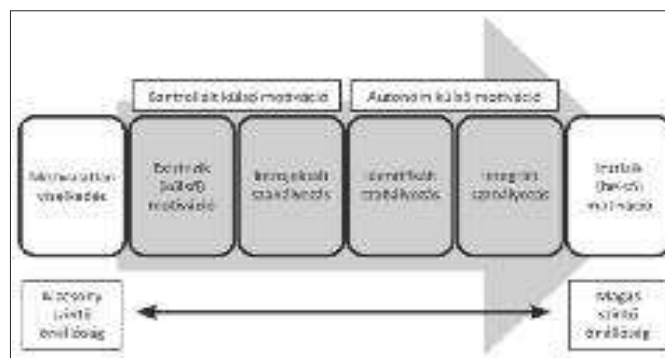 Kontrollált külső motiváció
Autonóm külső motiváció
Motiválatlan
viselkedés
Extrinzik
(külső)
motiváció
Introjektált
szabályozás
Identifikált
szabályozás
Integrált
szabályozás
Intrinzik
(belső)
motiváció
Alacsony
szintű
önállóság
Magas
szintű
önállóság